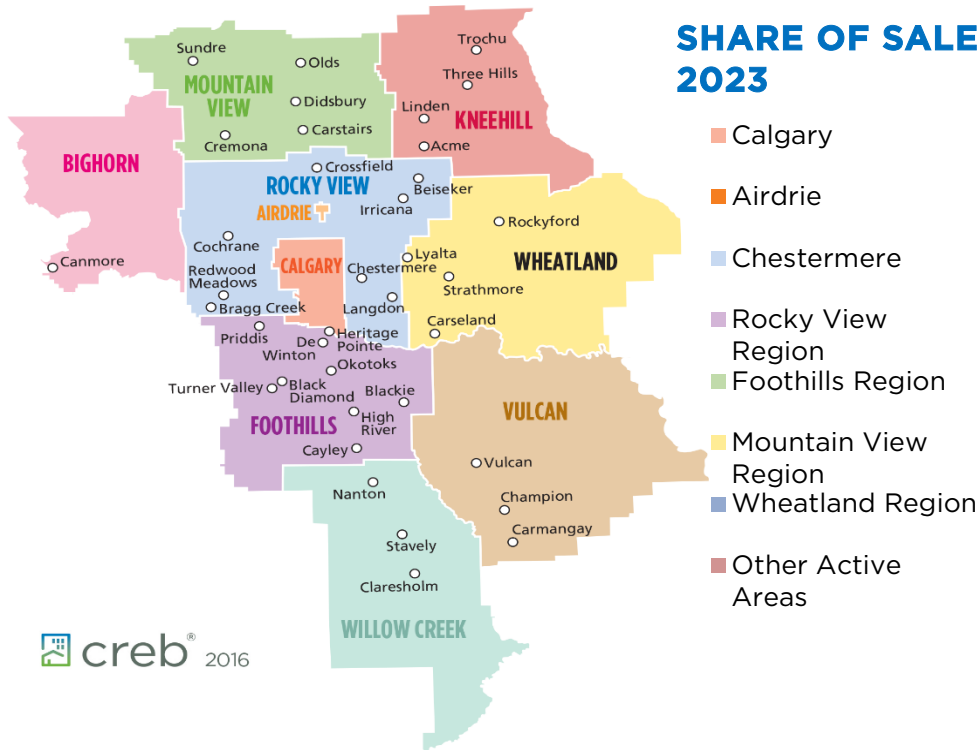 SHARE OF SALE
2023
Calgary
Airdrie
Chestermere
Rocky View
Region
Foothills Region
Mountain View
Region
Wheatland Region
Other Active
Areas
Sundre
Olds
MOUNTAIN
VIEW
Didsbury
Carstairs
Cremona
Trochu
Three Hills
Linden
KNEEHILL
Acme
BIGHORN
Canmore
Crossfield
ROCKY VIEW
Beiseker
Irricana
AIRDRIE
Cochrane
Redwood
Meadows
Bragg Creek
CALGARY
Chestermere
Langdon
Rockyford
Lyalta
WHEATLAND
Strathmore
Carseland
Priddis
De
Winton
Heritage
Pointe
Okotoks
Turner Valley
Black
Diamond
Blackie
FOOTHILLS
High
River
Cayley
VULCAN
Vulcan
Champion
Carmangay
Nanton
Stavely
Claresholm
WILLOW CREEK
creb® 2016